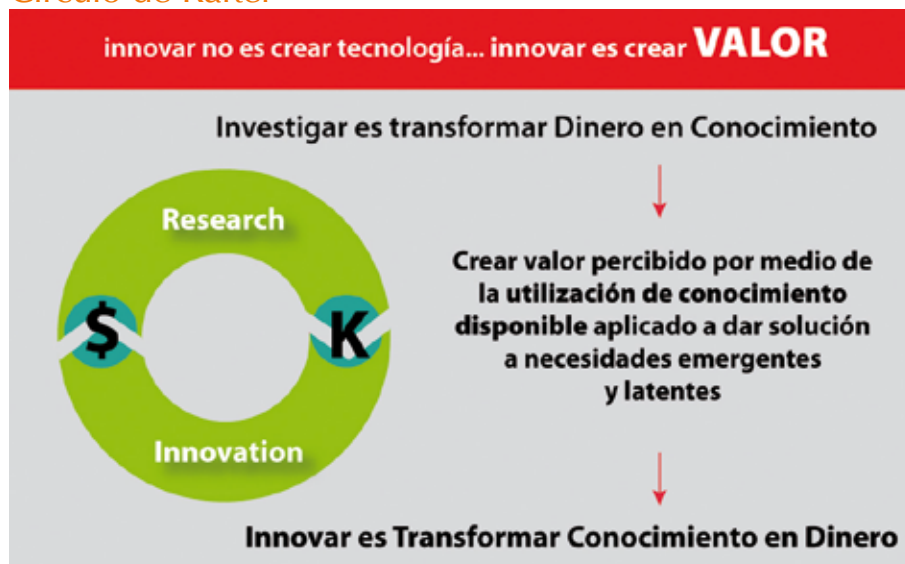 innovar no es crear tecnología... innovar es crear VALOR
Investigar es transformar Dinero en Conocimiento
Research
$
K
Innovation
Crear valor percibido por medio de
la utilización de conocimiento
disponible aplicado a dar solución
a necesidades emergentes
y latentes
Innovar es Transformar Conocimiento en Dinero